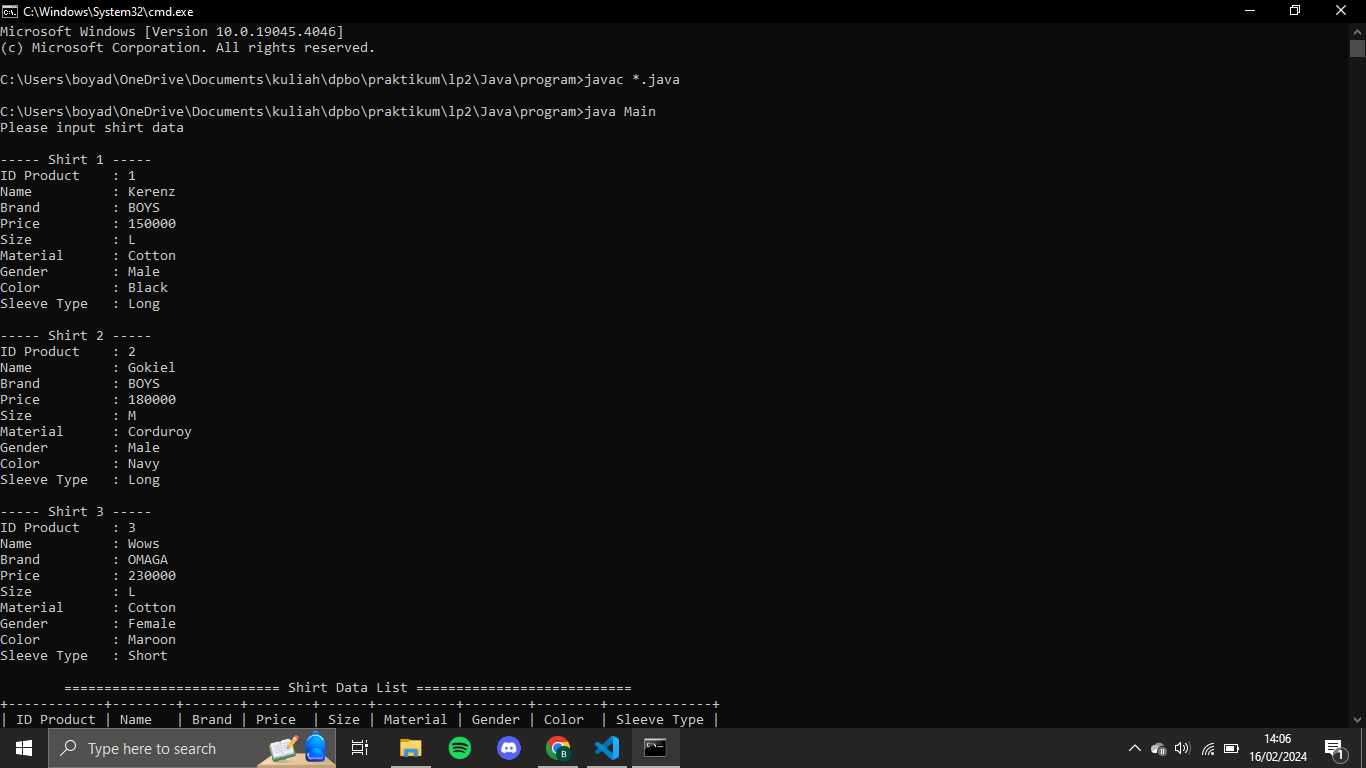 C:\Windows\System32\cmd.exe
Microsoft Windows [Version 10.0.19045.4046]
(c) Microsoft Corporation. All rights reserved.
C:\Users\boyad\OneDrive\Documents\kuliah\dpbo\praktikum\lp2\Java\program>javac *.java
C:\Users\boyad\OneDrive\Documents\kuliah\dpbo\praktikum\lp2\Java\program>java Main
Please input shirt data
----- Shirt 1 -----
ID Product    : 1
Name          : Kerenz
Brand         : BOYS
Price         : 150000
Size          : L
Material      : Cotton
Gender        : Male
Color         : Black
Sleeve Type   : Long
----- Shirt 2 -----
ID Product    : 2
Name          : Gokiel
Brand         : BOYS
Price         : 180000
Size          : M
Material      : Corduroy
Gender        : Male
Color         : Navy
Sleeve Type   : Long
----- Shirt 3 -----
ID Product    : 3
Name          : Wows
Brand         : OMAGA
Price         : 230000
Size          : L
Material      : Cotton
Gender        : Female
Color         : Maroon
Sleeve Type   : Short
=========================== Shirt Data List ===========================
+------------+--------+-------+--------+------+----------+--------+--------+-------------+
| ID Product | Name   | Brand | Price  | Size | Material | Gender | Color  | Sleeve Type |
Type here to search
B
14:06
16/02/2024
1